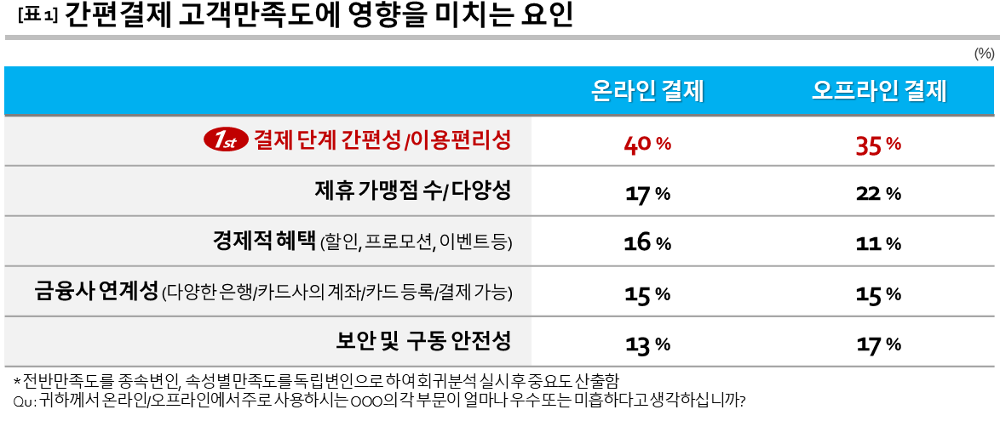 [표 1] 간편결제 고객만족도에 영향을 미치는 요인
(%)
온라인 결제 오프라인 결제
1st 결제 단계 간편성/이용편리성 40 % 35 %
제휴 가맹점 수/다양성 17 % 22 %
경제적 혜택 (할인, 프로모션, 이벤트 등) 16 % 11 %
금융사 연계성 (다양한 은행/카드사의 계좌/카드 등록/결제 가능) 15 % 15 %
보안 및 구동 안전성 13 % 17 %
* 전반만족도를 종속변인, 속성별 만족도를 독립변인으로 하여 회귀분석 실시 후 중요도 산출함
Qu : 귀하께서 온라인/오프라인에서 주로 사용하시는 OOO의 각 부문이 얼마나 우수 또는 미흡하다고 생각하십니까?